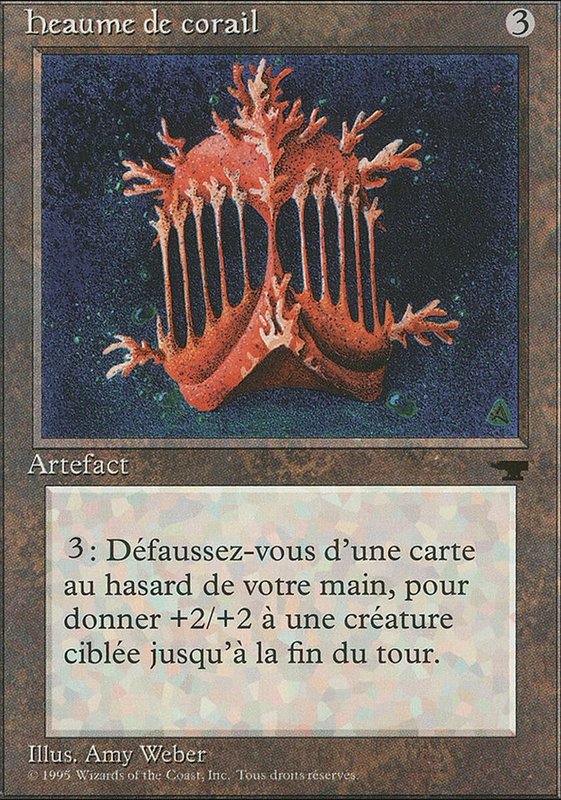 Heaume de corail
3
Artefact
3: Défaussez-vous d'une carte
au hasard de votre main, pour
donner +2/+2 à une créature
ciblée jusqu'à la fin du tour.
Illus. Amy Weber
© 1995 Wizards of the Coast, Inc. Tous droits réservés.